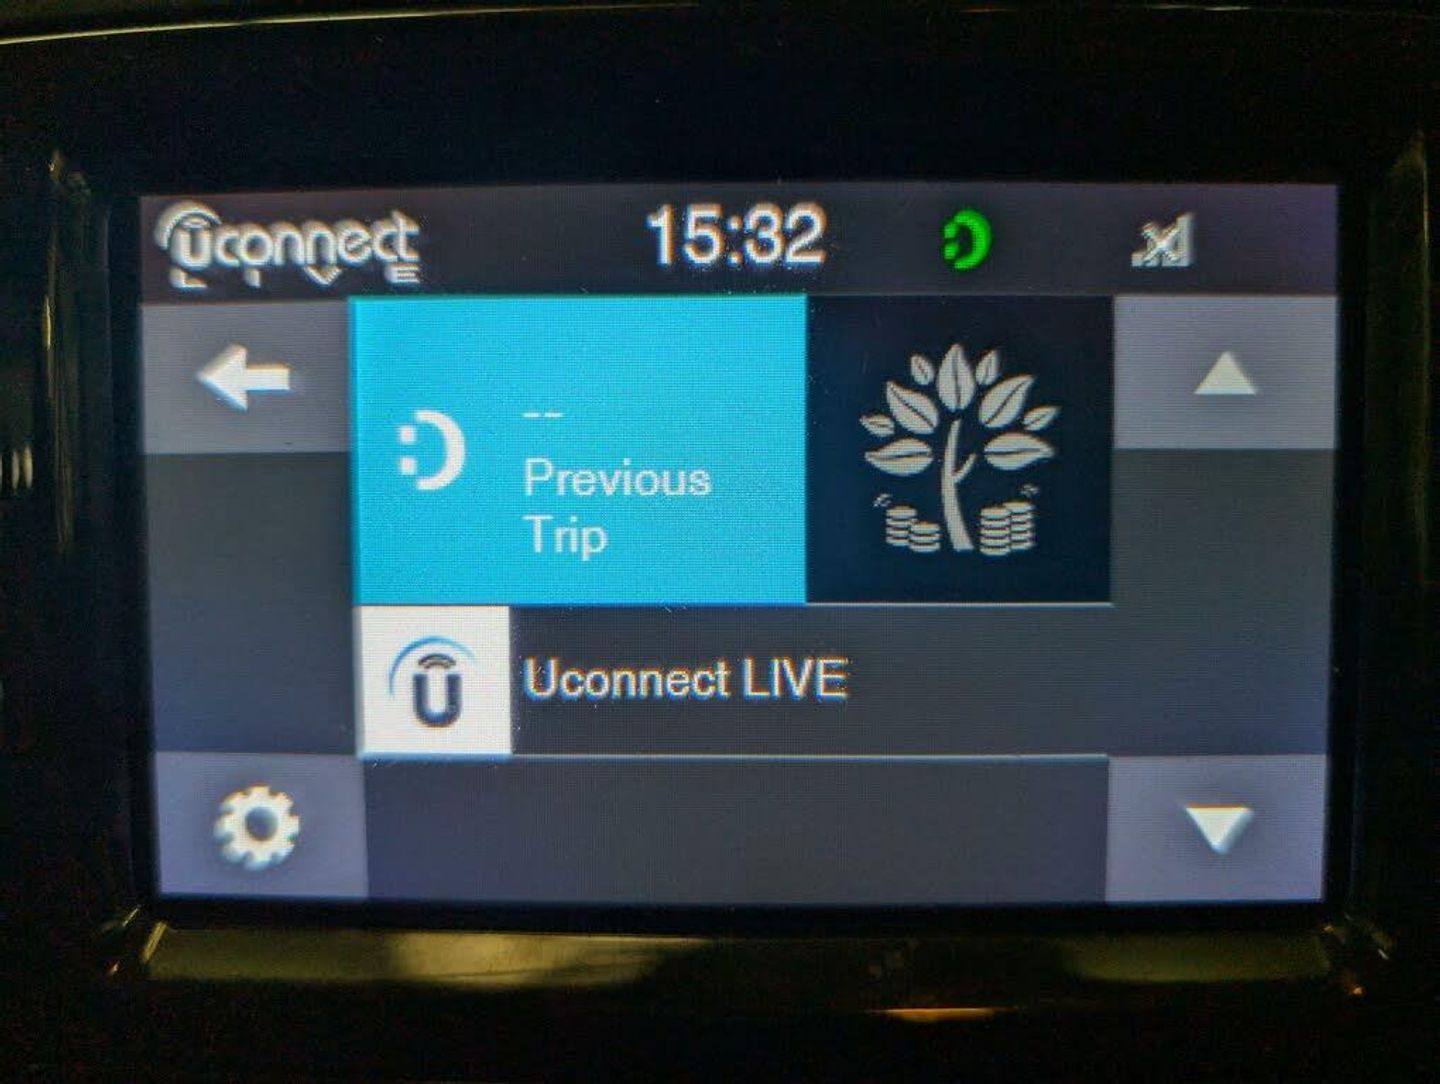 uconnect
LIVE
15:32
--
Previous
Trip
Uconnect LIVE